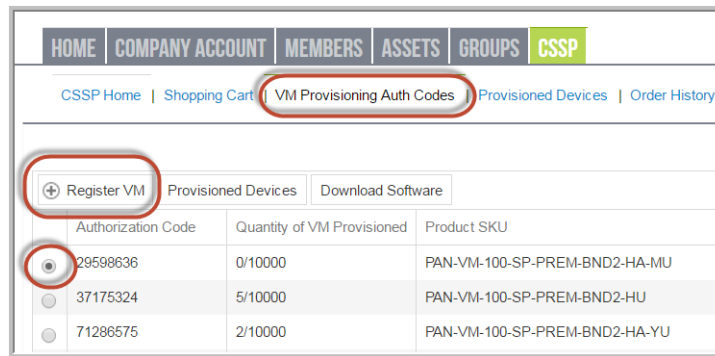 HOME COMPANY ACCOUNT MEMBERS ASSETS GROUPS CSSP
CSSP Home | Shopping Cart | VM Provisioning Auth Codes | Provisioned Devices | Order History
Register VM Provisioned Devices Download Software
Authorization Code Quantity of VM Provisioned Product SKU
29598636 0/10000 PAN-VM-100-SP-PREM-BND2-HA-MU
37175324 5/10000 PAN-VM-100-SP-PREM-BND2-HU
71286575 2/10000 PAN-VM-100-SP-PREM-BND2-HA-YU